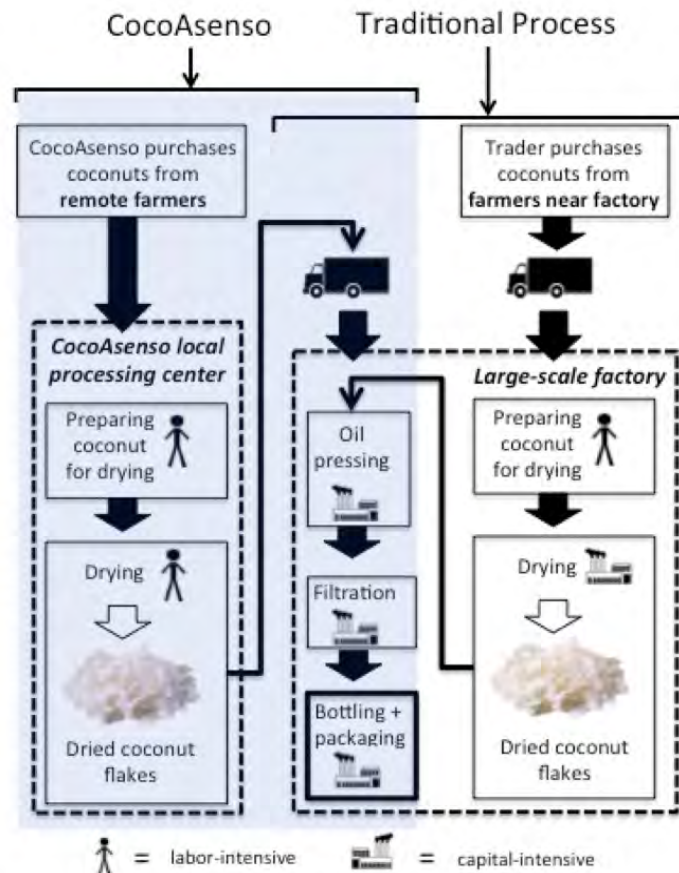 CocoAsenso
Traditional Process
CocoAsenso purchases
coconuts from
remote farmers
Trader purchases
coconuts from
farmers near factory
CocoAsenso local
processing center
Preparing
coconut
for drying
Drying
Dried coconut
flakes
Large-scale factory
Oil
pressing
Filtration
Bottling +
packaging
Preparing
coconut
for drying
Drying
Dried coconut
flakes
= labor-intensive
= capital-intensive